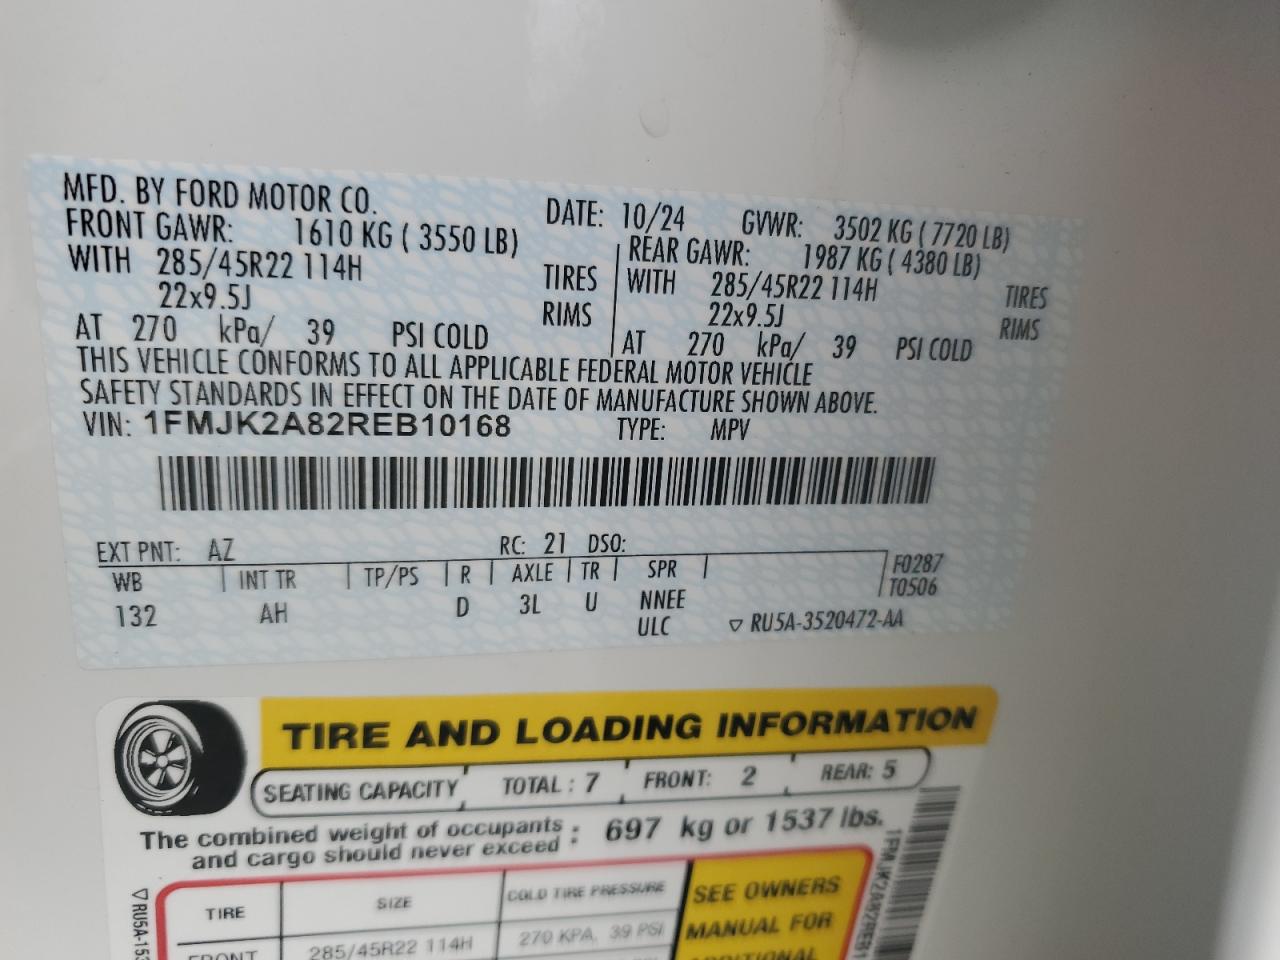 MFD. BY FORD MOTOR CO.
DATE: 10/24 GVWR: 3502 KG ( 7720 LB)
FRONT GAWR: 1610 KG ( 3550 LB) REAR GAWR: 1987 KG ( 4380 LB)
WITH 285/45R22 114H TIRES WITH 285/45R22 114H TIRES
22x9.5J RIMS 22x9.5J RIMS
AT 270 kPa/ 39 PSI COLD AT 270 kPa/ 39 PSI COLD
THIS VEHICLE CONFORMS TO ALL APPLICABLE FEDERAL MOTOR VEHICLE
SAFETY STANDARDS IN EFFECT ON THE DATE OF MANUFACTURE SHOWN ABOVE.
VIN: 1FMJK2A82REB10168 TYPE: MPV
EXT PNT: AZ RC: 21 DSO:
WB INT TR TP/PS R AXLE TR SPR F0287
T0506
132 AH D 3L U NNEE
ULC ▽ RU5A-3520472-AA
TIRE AND LOADING INFORMATION
SEATING CAPACITY TOTAL : 7 FRONT: 2 REAR: 5
The combined weight of occupants
and cargo should never exceed : 697 kg or 1537 lbs.
TIRE SIZE COLD TIRE PRESSURE SEE OWNERS
MANUAL FOR
FRONT 285/45R22 114H 270 KPA, 39 PSI
ADDITIONAL
▽ RU5A-153
1FMJK2A82REB1